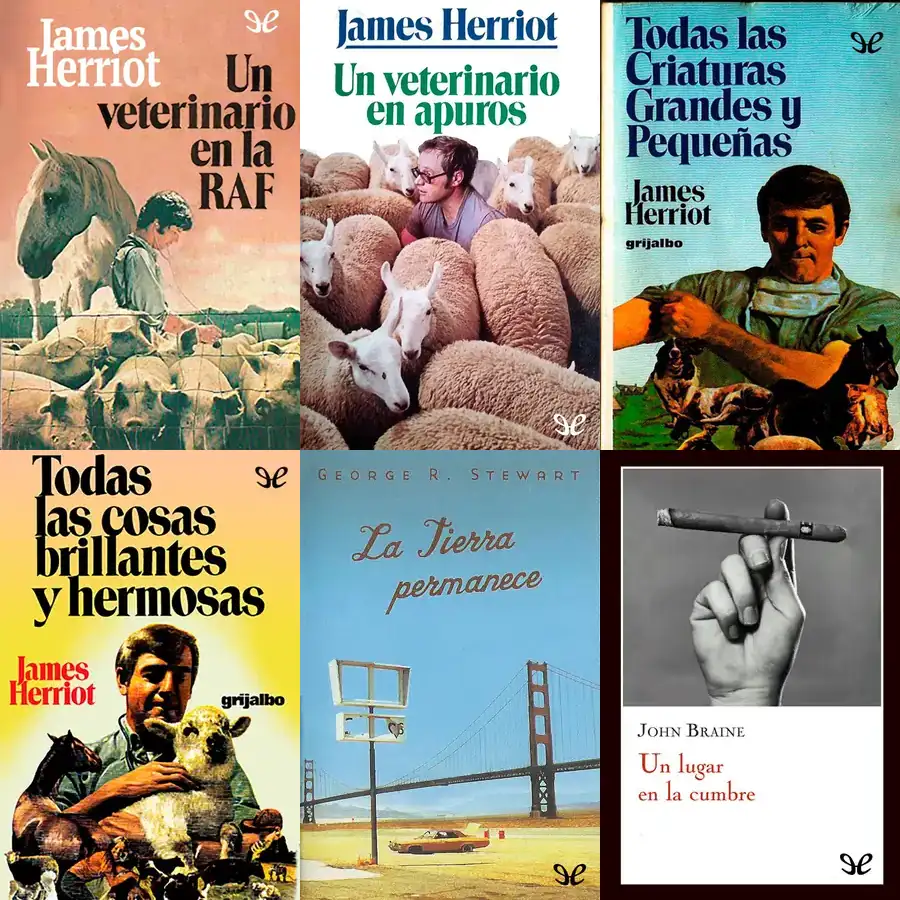 James
Herriot
Un
veterinario
en la
RAF
James Herriot
Un veterinario
en apuros
Todas las
Criaturas
Grandes y
Pequeñas
James
Herriot
grijalbo
Todas
las cosas
brillantes
y hermosas
James
Herriot
grijalbo
George R. Stewart
La Tierra
permanece
John Braine
Un lugar
en la cumbre